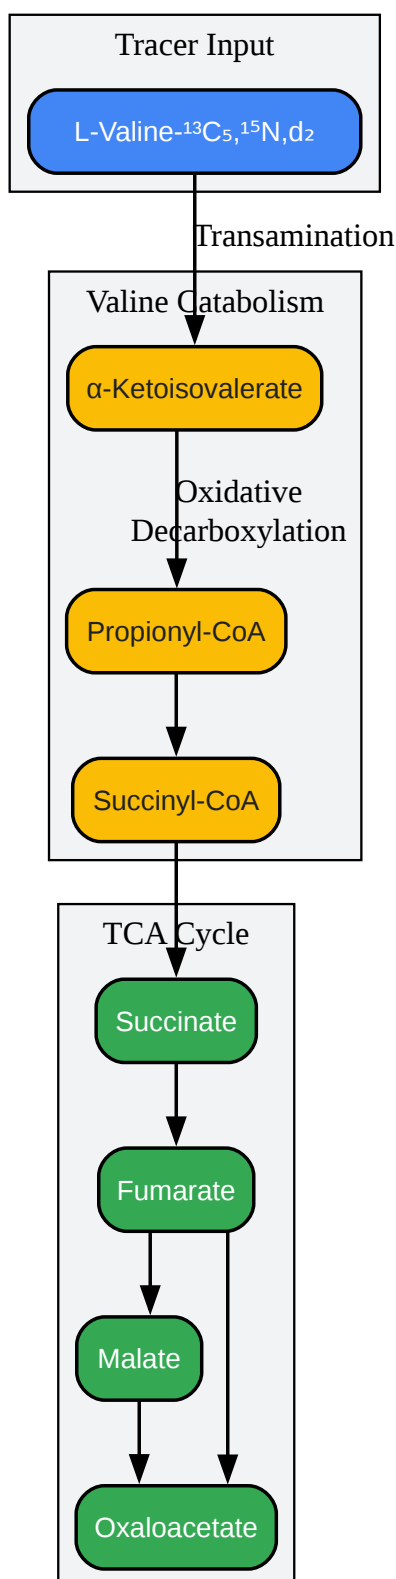 Tracer Input
L-Valine-¹³C₅,¹⁵N,d₂
Transamination
Valine Catabolism
α-Ketoisovalerate
Oxidative
Decarboxylation
Propionyl-CoA
Succinyl-CoA
TCA Cycle
Succinate
Fumarate
Malate
Oxaloacetate